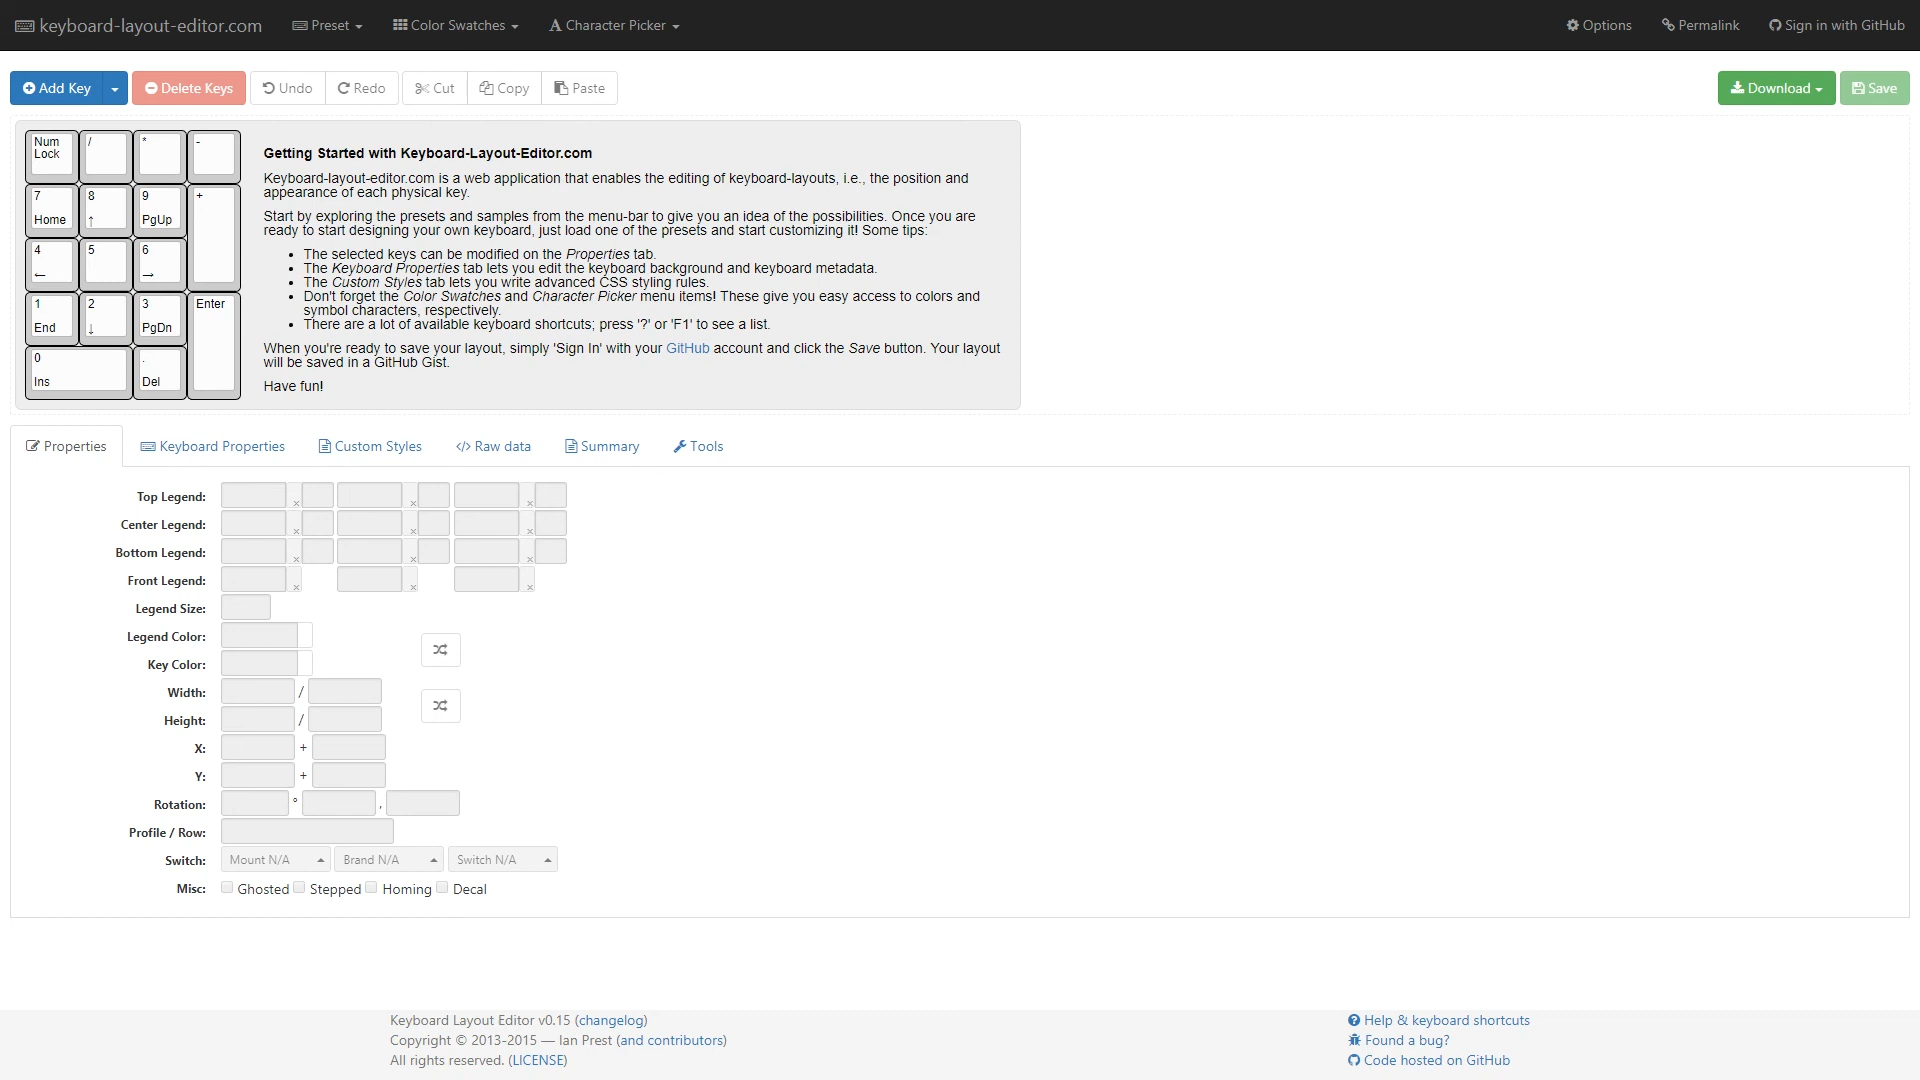 keyboard-layout-editor.com Preset Color Swatches Character Picker Options Permalink Sign in with GitHub
Add Key Delete Keys Undo Redo Cut Copy Paste Download Save
Num Lock / * -
7 Home 8 ↑ 9 PgUp +
4 ← 5 6 →
1 End 2 ↓ 3 PgDn Enter
0 Ins . Del
Getting Started with Keyboard-Layout-Editor.com
Keyboard-layout-editor.com is a web application that enables the editing of keyboard-layouts, i.e., the position and
appearance of each physical key.
Start by exploring the presets and samples from the menu-bar to give you an idea of the possibilities. Once you are
ready to start designing your own keyboard, just load one of the presets and start customizing it! Some tips:
• The selected keys can be modified on the Properties tab.
• The Keyboard Properties tab lets you edit the keyboard background and keyboard metadata.
• The Custom Styles tab lets you write advanced CSS styling rules.
• Don't forget the Color Swatches and Character Picker menu items! These give you easy access to colors and
symbol characters, respectively.
• There are a lot of available keyboard shortcuts; press '?' or 'F1' to see a list.
When you're ready to save your layout, simply 'Sign In' with your GitHub account and click the Save button. Your layout
will be saved in a GitHub Gist.
Have fun!
Properties Keyboard Properties Custom Styles </> Raw data Summary Tools
Top Legend: × × ×
Center Legend: × × ×
Bottom Legend: × × ×
Front Legend: × × ×
Legend Size:
Legend Color:
Key Color:
Width: /
Height: /
X: +
Y: +
Rotation: ° ,
Profile / Row:
Switch: Mount N/A Brand N/A Switch N/A
Misc: Ghosted Stepped Homing Decal
Keyboard Layout Editor v0.15 (changelog)
Copyright © 2013-2015 — Ian Prest (and contributors)
All rights reserved. (LICENSE)
Help & keyboard shortcuts
Found a bug?
Code hosted on GitHub